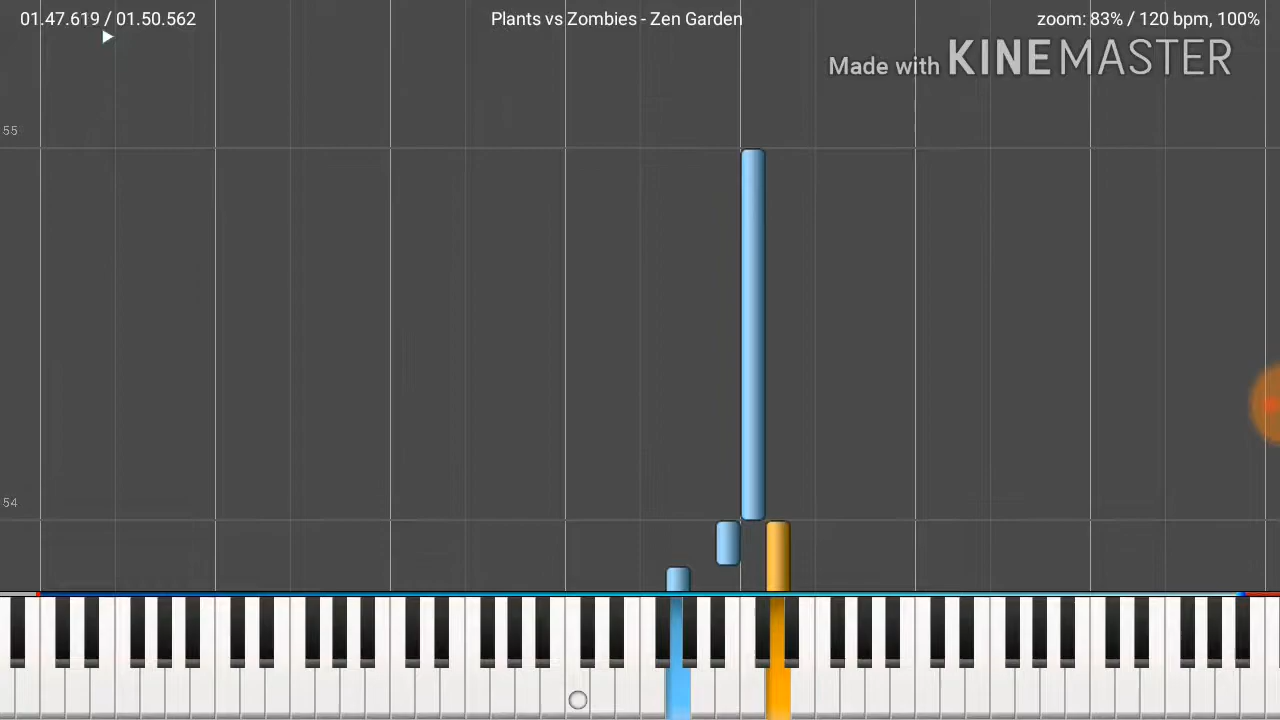 01.47.619 / 01.50.562
Plants vs Zombies - Zen Garden
zoom: 83% / 120 bpm, 100%
Made with KINEMASTER
55
54